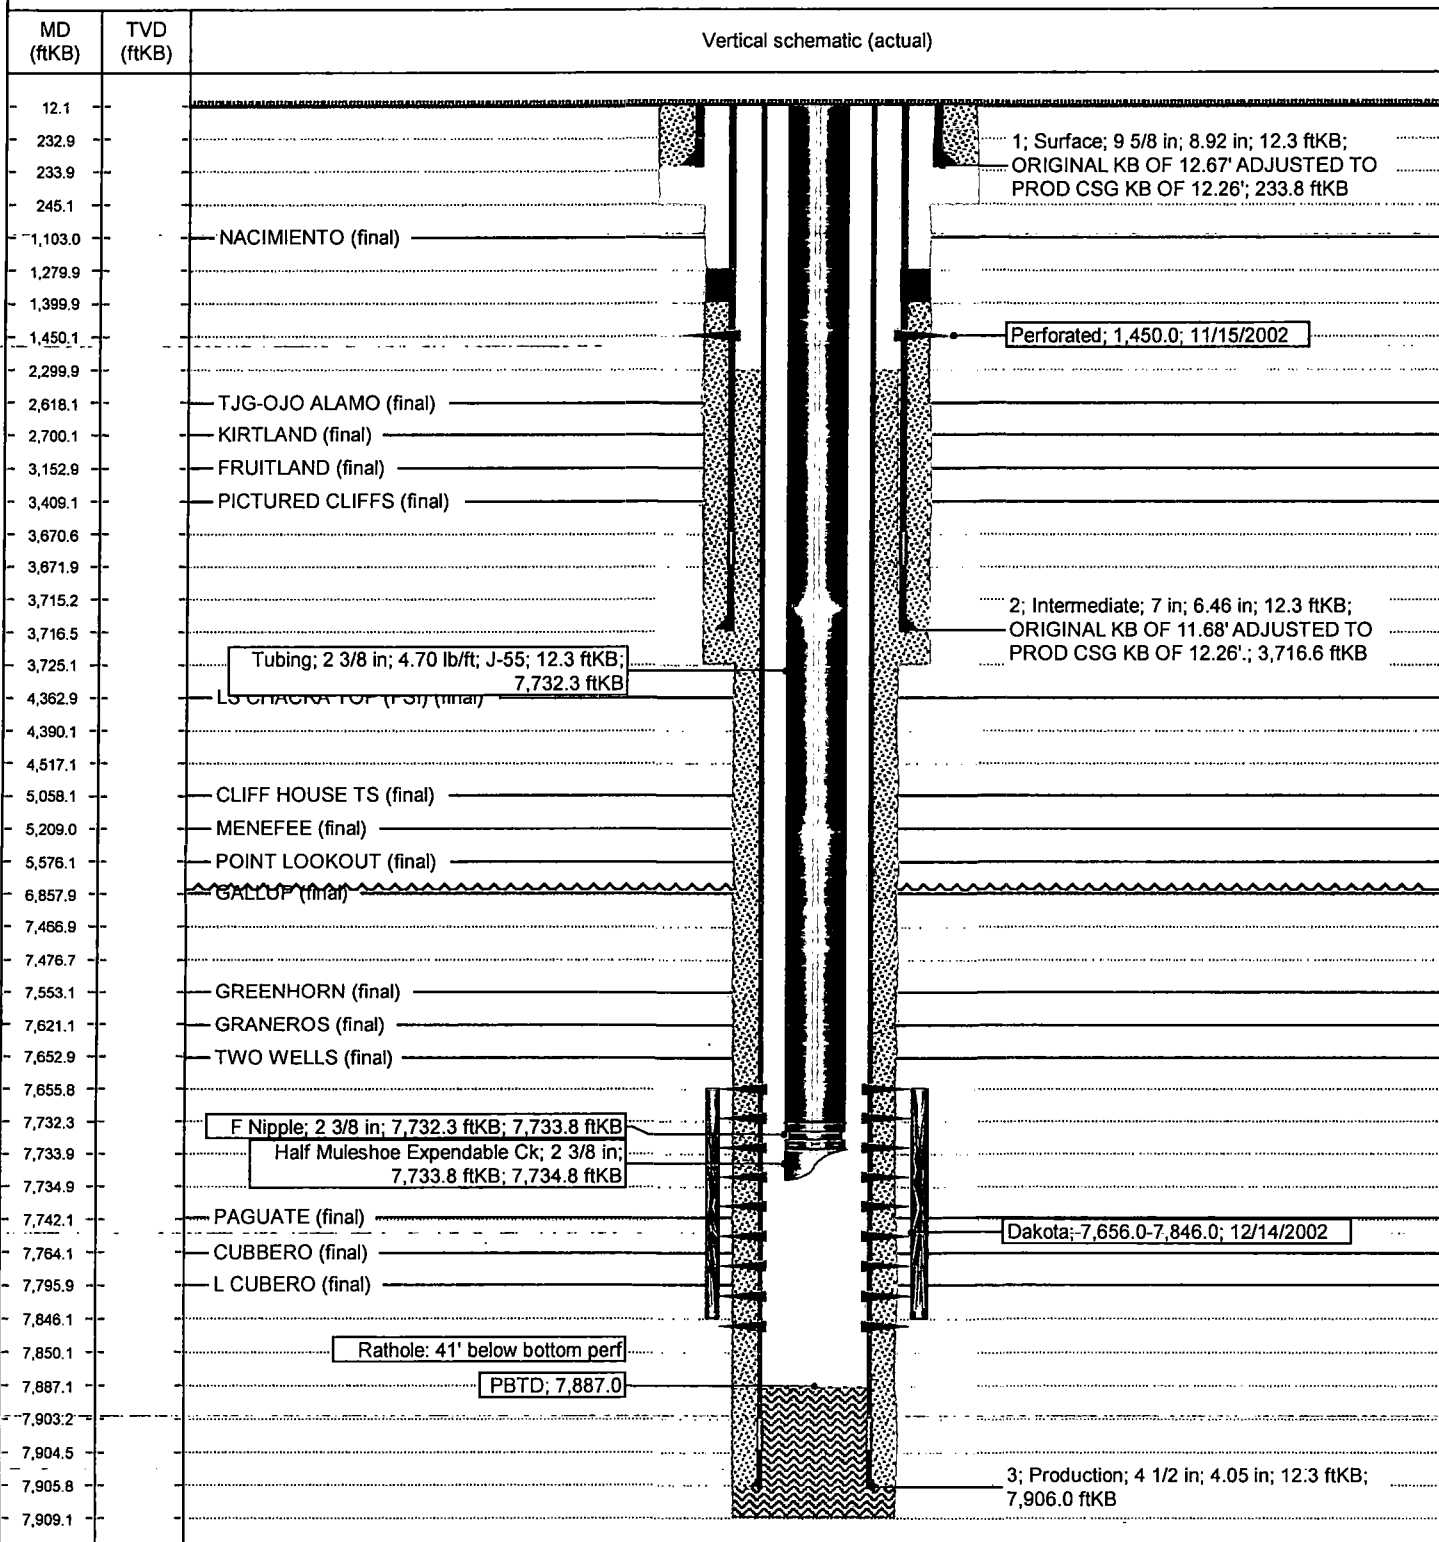 MD
(ftKB)
TVD
(ftKB)
Vertical schematic (actual)
12.1
232.9
1; Surface; 9 5/8 in; 8.92 in; 12.3 ftKB;
ORIGINAL KB OF 12.67' ADJUSTED TO
PROD CSG KB OF 12.26'; 233.8 ftKB
233.9
245.1
1,103.0
NACIMIENTO (final)
1,279.9
1,399.9
1,450.1
Perforated; 1,450.0; 11/15/2002
2,299.9
2,618.1
TJG-OJO ALAMO (final)
2,700.1
KIRTLAND (final)
3,152.9
FRUITLAND (final)
3,409.1
PICTURED CLIFFS (final)
3,670.6
3,671.9
3,715.2
2; Intermediate; 7 in; 6.46 in; 12.3 ftKB;
ORIGINAL KB OF 11.68' ADJUSTED TO
PROD CSG KB OF 12.26'.; 3,716.6 ftKB
3,716.5
3,725.1
Tubing; 2 3/8 in; 4.70 lb/ft; J-55; 12.3 ftKB;
7,732.3 ftKB
4,362.9
LS CHACRA TOP (PSI) (final)
4,390.1
4,517.1
5,058.1
CLIFF HOUSE TS (final)
5,209.0
MENEFEE (final)
5,576.1
POINT LOOKOUT (final)
6,857.9
GALLUP (final)
7,466.9
7,476.7
7,553.1
GREENHORN (final)
7,621.1
GRANEROS (final)
7,652.9
TWO WELLS (final)
7,655.8
7,732.3
F Nipple; 2 3/8 in; 7,732.3 ftKB; 7,733.8 ftKB
7,733.9
Half Muleshoe Expendable Ck; 2 3/8 in;
7,733.8 ftKB; 7,734.8 ftKB
7,734.9
7,742.1
PAGUATE (final)
Dakota; 7,656.0-7,846.0; 12/14/2002
7,764.1
CUBBERO (final)
7,795.9
L CUBERO (final)
7,846.1
7,850.1
Rathole: 41' below bottom perf
7,887.1
PBTD; 7,887.0
7,903.2
7,904.5
7,905.8
3; Production; 4 1/2 in; 4.05 in; 12.3 ftKB;
7,906.0 ftKB
7,909.1